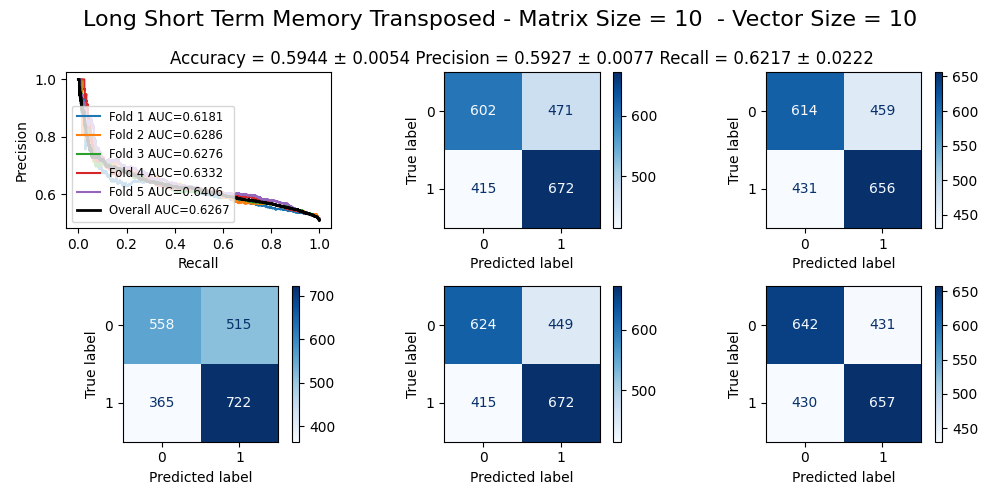 Long Short Term Memory Transposed - Matrix Size = 10  - Vector Size = 10
Accuracy = 0.5944 ± 0.0054 Precision = 0.5927 ± 0.0077 Recall = 0.6217 ± 0.0222
1.0
0.8
0.6
Precision
Fold 1 AUC=0.6181
Fold 2 AUC=0.6286
Fold 3 AUC=0.6276
Fold 4 AUC=0.6332
Fold 5 AUC=0.6406
Overall AUC=0.6267
0.0 0.2 0.4 0.6 0.8 1.0
Recall
True label
0 602 471
1 415 672
0 1
Predicted label
600
500
True label
0 614 459
1 431 656
0 1
Predicted label
650
600
550
500
450
True label
0 558 515
1 365 722
0 1
Predicted label
700
600
500
400
True label
0 624 449
1 415 672
0 1
Predicted label
600
500
True label
0 642 431
1 430 657
0 1
Predicted label
650
600
550
500
450